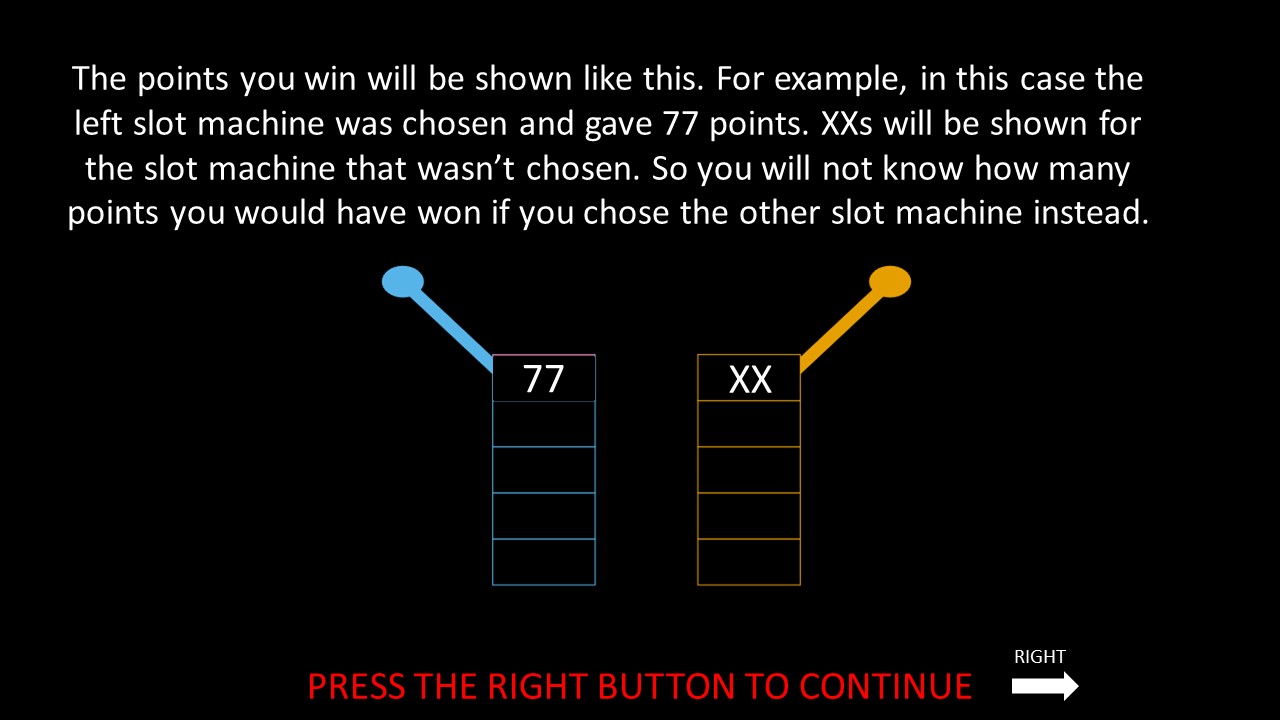 The points you win will be shown like this. For example, in this case the
left slot machine was chosen and gave 77 points. XXs will be shown for
the slot machine that wasn’t chosen. So you will not know how many
points you would have won if you chose the other slot machine instead.
77 XX
RIGHT
PRESS THE RIGHT BUTTON TO CONTINUE